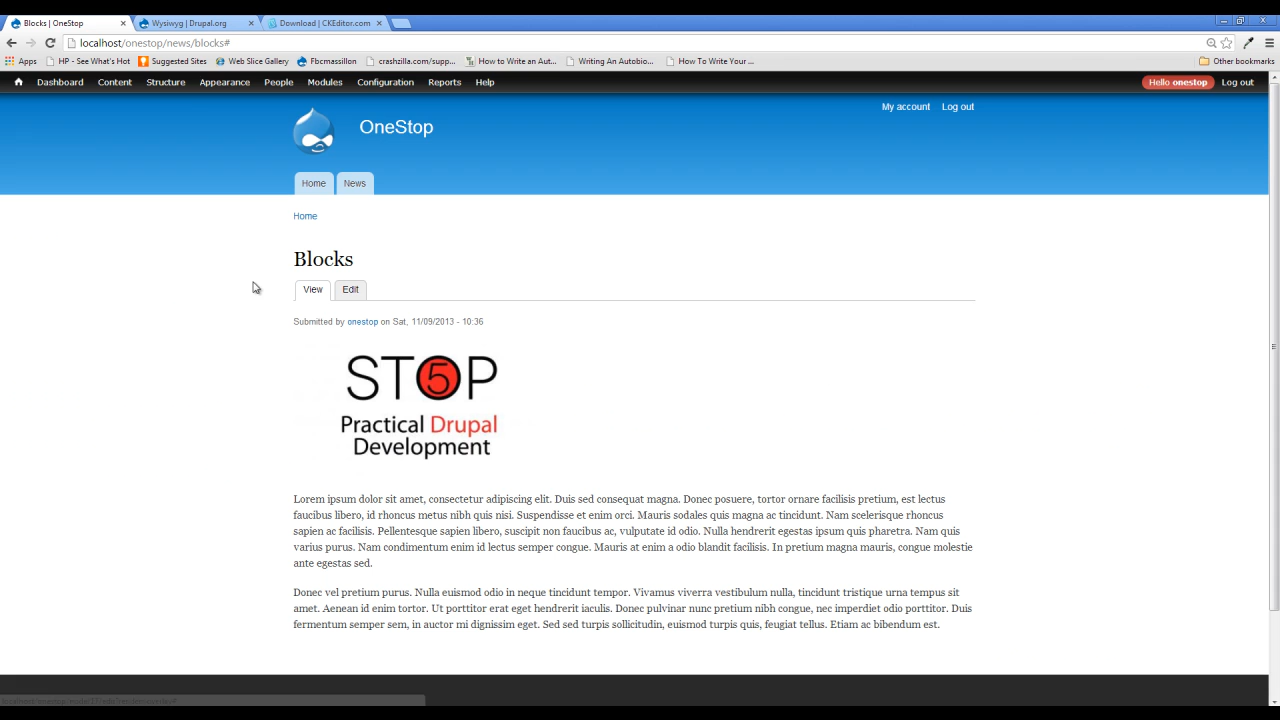 Blocks | OneStop
Wysiwyg | Drupal.org
Download | CKEditor.com
localhost/onestop/news/blocks#
Apps HP - See What's Hot Suggested Sites Web Slice Gallery Fbcmassillon crashzilla.com/supp... How to Write an Aut... Writing An Autobio... How To Write Your ... Other bookmarks
Dashboard Content Structure Appearance People Modules Configuration Reports Help Hello onestop Log out
My account Log out
OneStop
Home News
Home
Blocks
View Edit
Submitted by onestop on Sat, 11/09/2013 - 10:36
STOP
5
Practical Drupal
Development
Lorem ipsum dolor sit amet, consectetur adipiscing elit. Duis sed consequat magna. Donec posuere, tortor ornare facilisis pretium, est lectus
faucibus libero, id rhoncus metus nibh quis nisi. Suspendisse et enim orci. Mauris sodales quis magna ac tincidunt. Nam scelerisque rhoncus
sapien ac facilisis. Pellentesque sapien libero, suscipit non faucibus ac, vulputate id odio. Nulla hendrerit egestas ipsum quis pharetra. Nam quis
varius purus. Nam condimentum enim id lectus semper congue. Mauris at enim a odio blandit facilisis. In pretium magna mauris, congue molestie
ante egestas sed.
Donec vel pretium purus. Nulla euismod odio in neque tincidunt tempor. Vivamus viverra vestibulum nulla, tincidunt tristique urna tempus sit
amet. Aenean id enim tortor. Ut porttitor erat eget hendrerit iaculis. Donec pulvinar nunc pretium nibh congue, nec imperdiet odio porttitor. Duis
fermentum semper sem, in auctor mi dignissim eget. Sed sed turpis sollicitudin, euismod turpis quis, feugiat tellus. Etiam ac bibendum est.